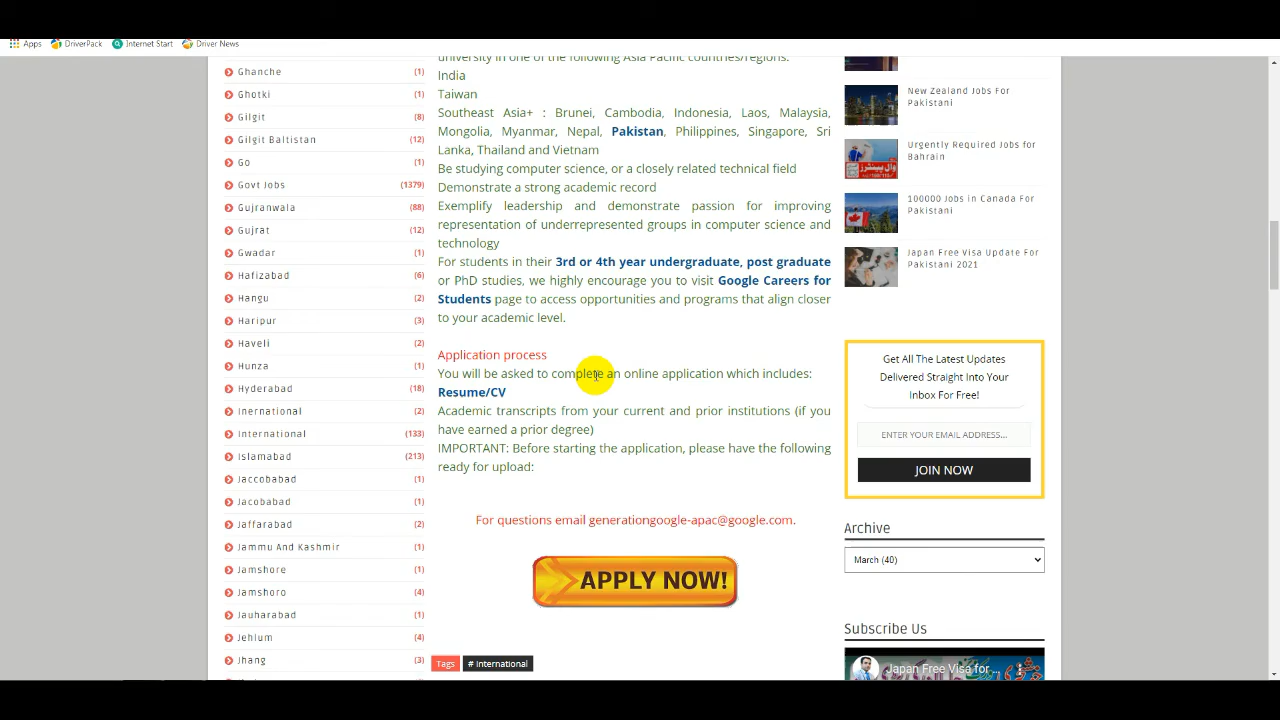 Apps DriverPack Internet Start Driver News
Ghanche (1)
Ghotki (1)
Gilgit (8)
Gilgit Baltistan (12)
Go (1)
Govt Jobs (1379)
Gujranwala (88)
Gujrat (12)
Gwadar (1)
Hafizabad (6)
Hangu (2)
Haripur (3)
Haveli (2)
Hunza (1)
Hyderabad (18)
Inernational (2)
International (133)
Islamabad (213)
Jaccobabad (1)
Jacobabad (1)
Jaffarabad (2)
Jammu And Kashmir (1)
Jamshore (1)
Jamshoro (4)
Jauharabad (1)
Jehlum (4)
Jhang (3)
university in one of the following Asia Pacific countries/regions:
India
Taiwan
Southeast Asia+ : Brunei, Cambodia, Indonesia, Laos, Malaysia,
Mongolia, Myanmar, Nepal, Pakistan, Philippines, Singapore, Sri
Lanka, Thailand and Vietnam
Be studying computer science, or a closely related technical field
Demonstrate a strong academic record
Exemplify leadership and demonstrate passion for improving
representation of underrepresented groups in computer science and
technology
For students in their 3rd or 4th year undergraduate, post graduate
or PhD studies, we highly encourage you to visit Google Careers for
Students page to access opportunities and programs that align closer
to your academic level.
Application process
You will be asked to complete an online application which includes:
Resume/CV
Academic transcripts from your current and prior institutions (if you
have earned a prior degree)
IMPORTANT: Before starting the application, please have the following
ready for upload:
For questions email generationgoogle-apac@google.com.
APPLY NOW!
Tags # International
New Zealand Jobs For
Pakistani
Urgently Required Jobs for
Bahrain
100000 Jobs in Canada For
Pakistani
Japan Free Visa Update For
Pakistani 2021
Get All The Latest Updates
Delivered Straight Into Your
Inbox For Free!
ENTER YOUR EMAIL ADDRESS...
JOIN NOW
Archive
March (40)
Subscribe Us
Japan Free Visa for ...